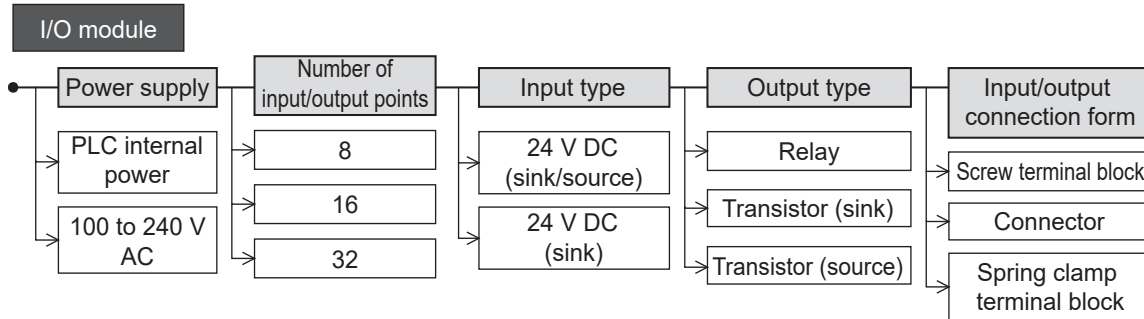 I/O module
Power supply
PLC internal
power
100 to 240 V
AC
Number of
input/output points
8
16
32
Input type
24 V DC
(sink/source)
24 V DC
(sink)
Output type
Relay
Transistor (sink)
Transistor (source)
Input/output
connection form
Screw terminal block
Connector
Spring clamp
terminal block